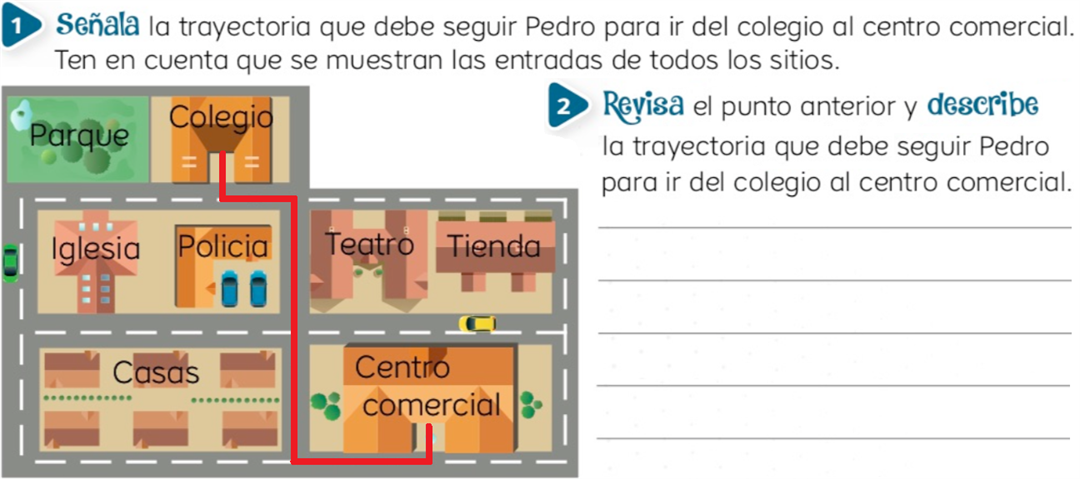 1 Señala la trayectoria que debe seguir Pedro para ir del colegio al centro comercial.
Ten en cuenta que se muestran las entradas de todos los sitios.
Parque
Colegio
Iglesia
Policia
Teatro
Tienda
Casas
Centro
comercial
2 Revisa el punto anterior y describe
la trayectoria que debe seguir Pedro
para ir del colegio al centro comercial.